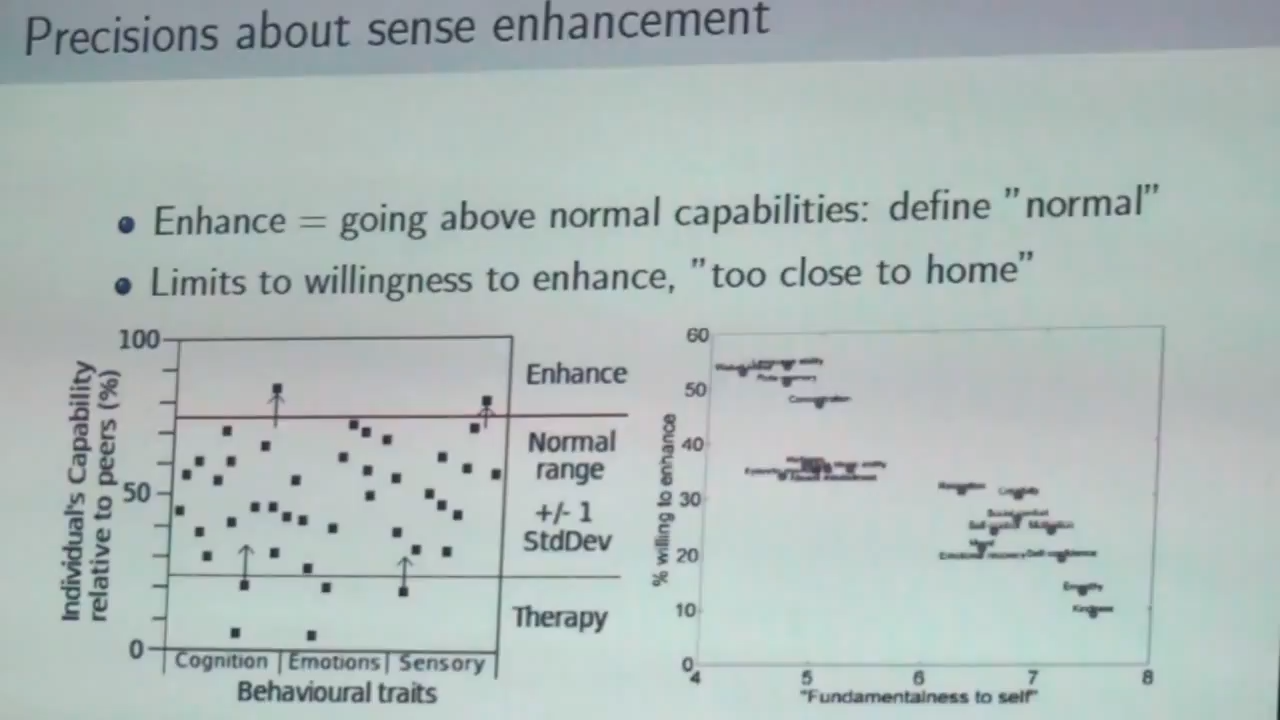 Precisions about sense enhancement
Enhance = going above normal capabilities: define "normal"
Limits to willingness to enhance, "too close to home"
100
50
0
Individual's Capability
relative to peers (%)
Enhance
Normal
range
+/- 1
StdDev
Therapy
Cognition
Emotions
Sensory
Behavioural traits
60
50
40
30
20
10
0
% willing to enhance
4
5
6
7
8
"Fundamentalness to self"
Empathy
Kindness